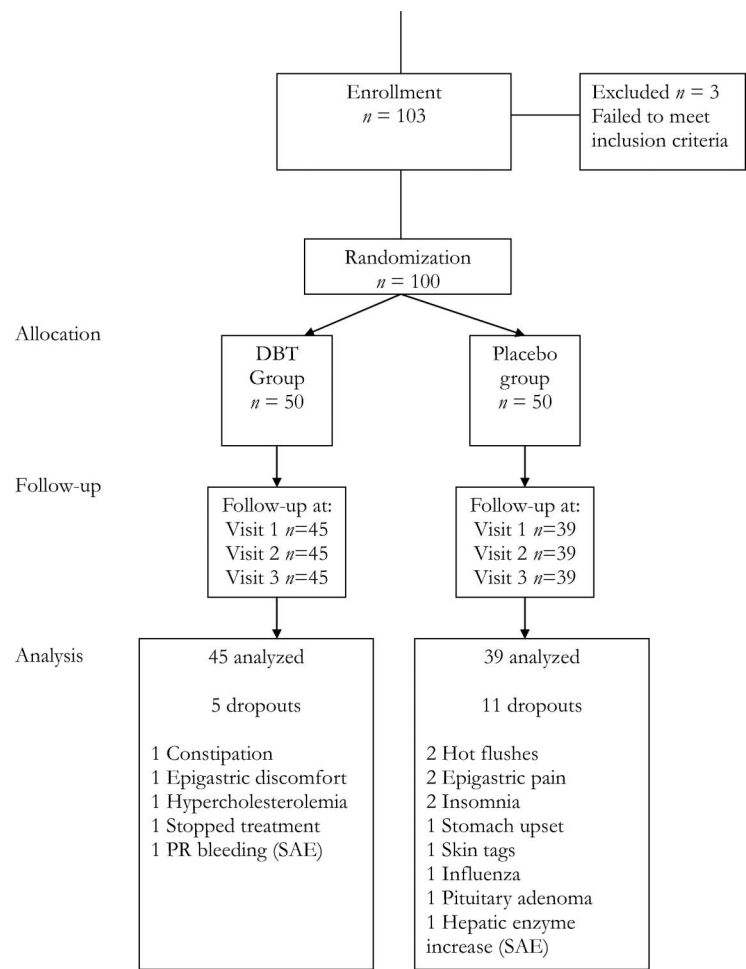 Enrollment
n = 103
Excluded n = 3
Failed to meet
inclusion criteria
Randomization
n = 100
Allocation
DBT
Group
n = 50
Placebo
group
n = 50
Follow-up
Follow-up at:
Visit 1 n=45
Visit 2 n=45
Visit 3 n=45
Follow-up at:
Visit 1 n=39
Visit 2 n=39
Visit 3 n=39
Analysis
45 analyzed
5 dropouts
1 Constipation
1 Epigastric discomfort
1 Hypercholesterolemia
1 Stopped treatment
1 PR bleeding (SAE)
39 analyzed
11 dropouts
2 Hot flushes
2 Epigastric pain
2 Insomnia
1 Stomach upset
1 Skin tags
1 Influenza
1 Pituitary adenoma
1 Hepatic enzyme
increase (SAE)